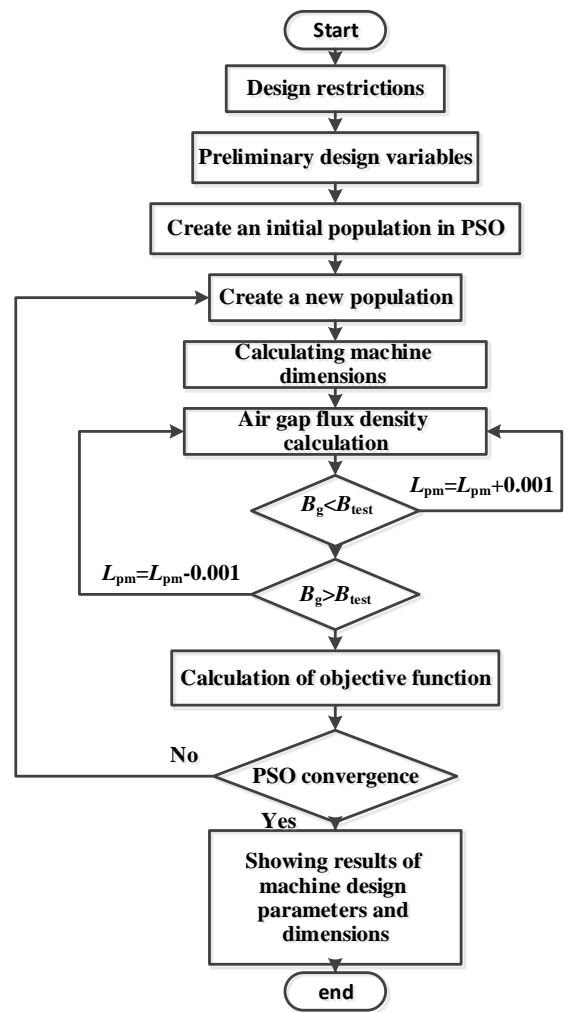 Start
Design restrictions
Preliminary design variables
Create an initial population in PSO
Create a new population
Calculating machine
dimensions
Air gap flux density
calculation
Lpm=Lpm+0.001
Bg<Btest
Lpm=Lpm-0.001
Bg>Btest
Calculation of objective function
No
PSO convergence
Yes
Showing results of
machine design
parameters and
dimensions
end